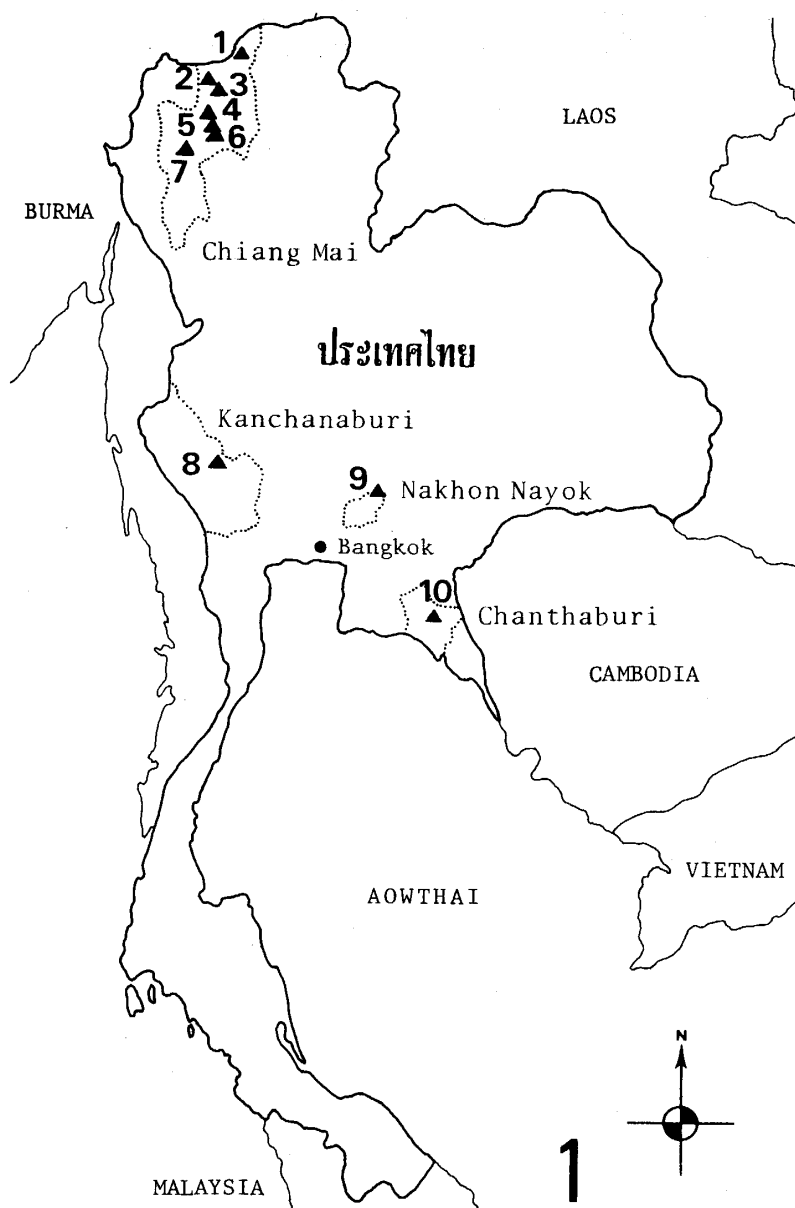 1
2
3
4
5
6
7
LAOS
BURMA
Chiang Mai
ประเทศไทย
Kanchanaburi
8
9
Nakhon Nayok
Bangkok
10
Chanthaburi
CAMBODIA
VIETNAM
AOWTHAI
N
1
MALAYSIA